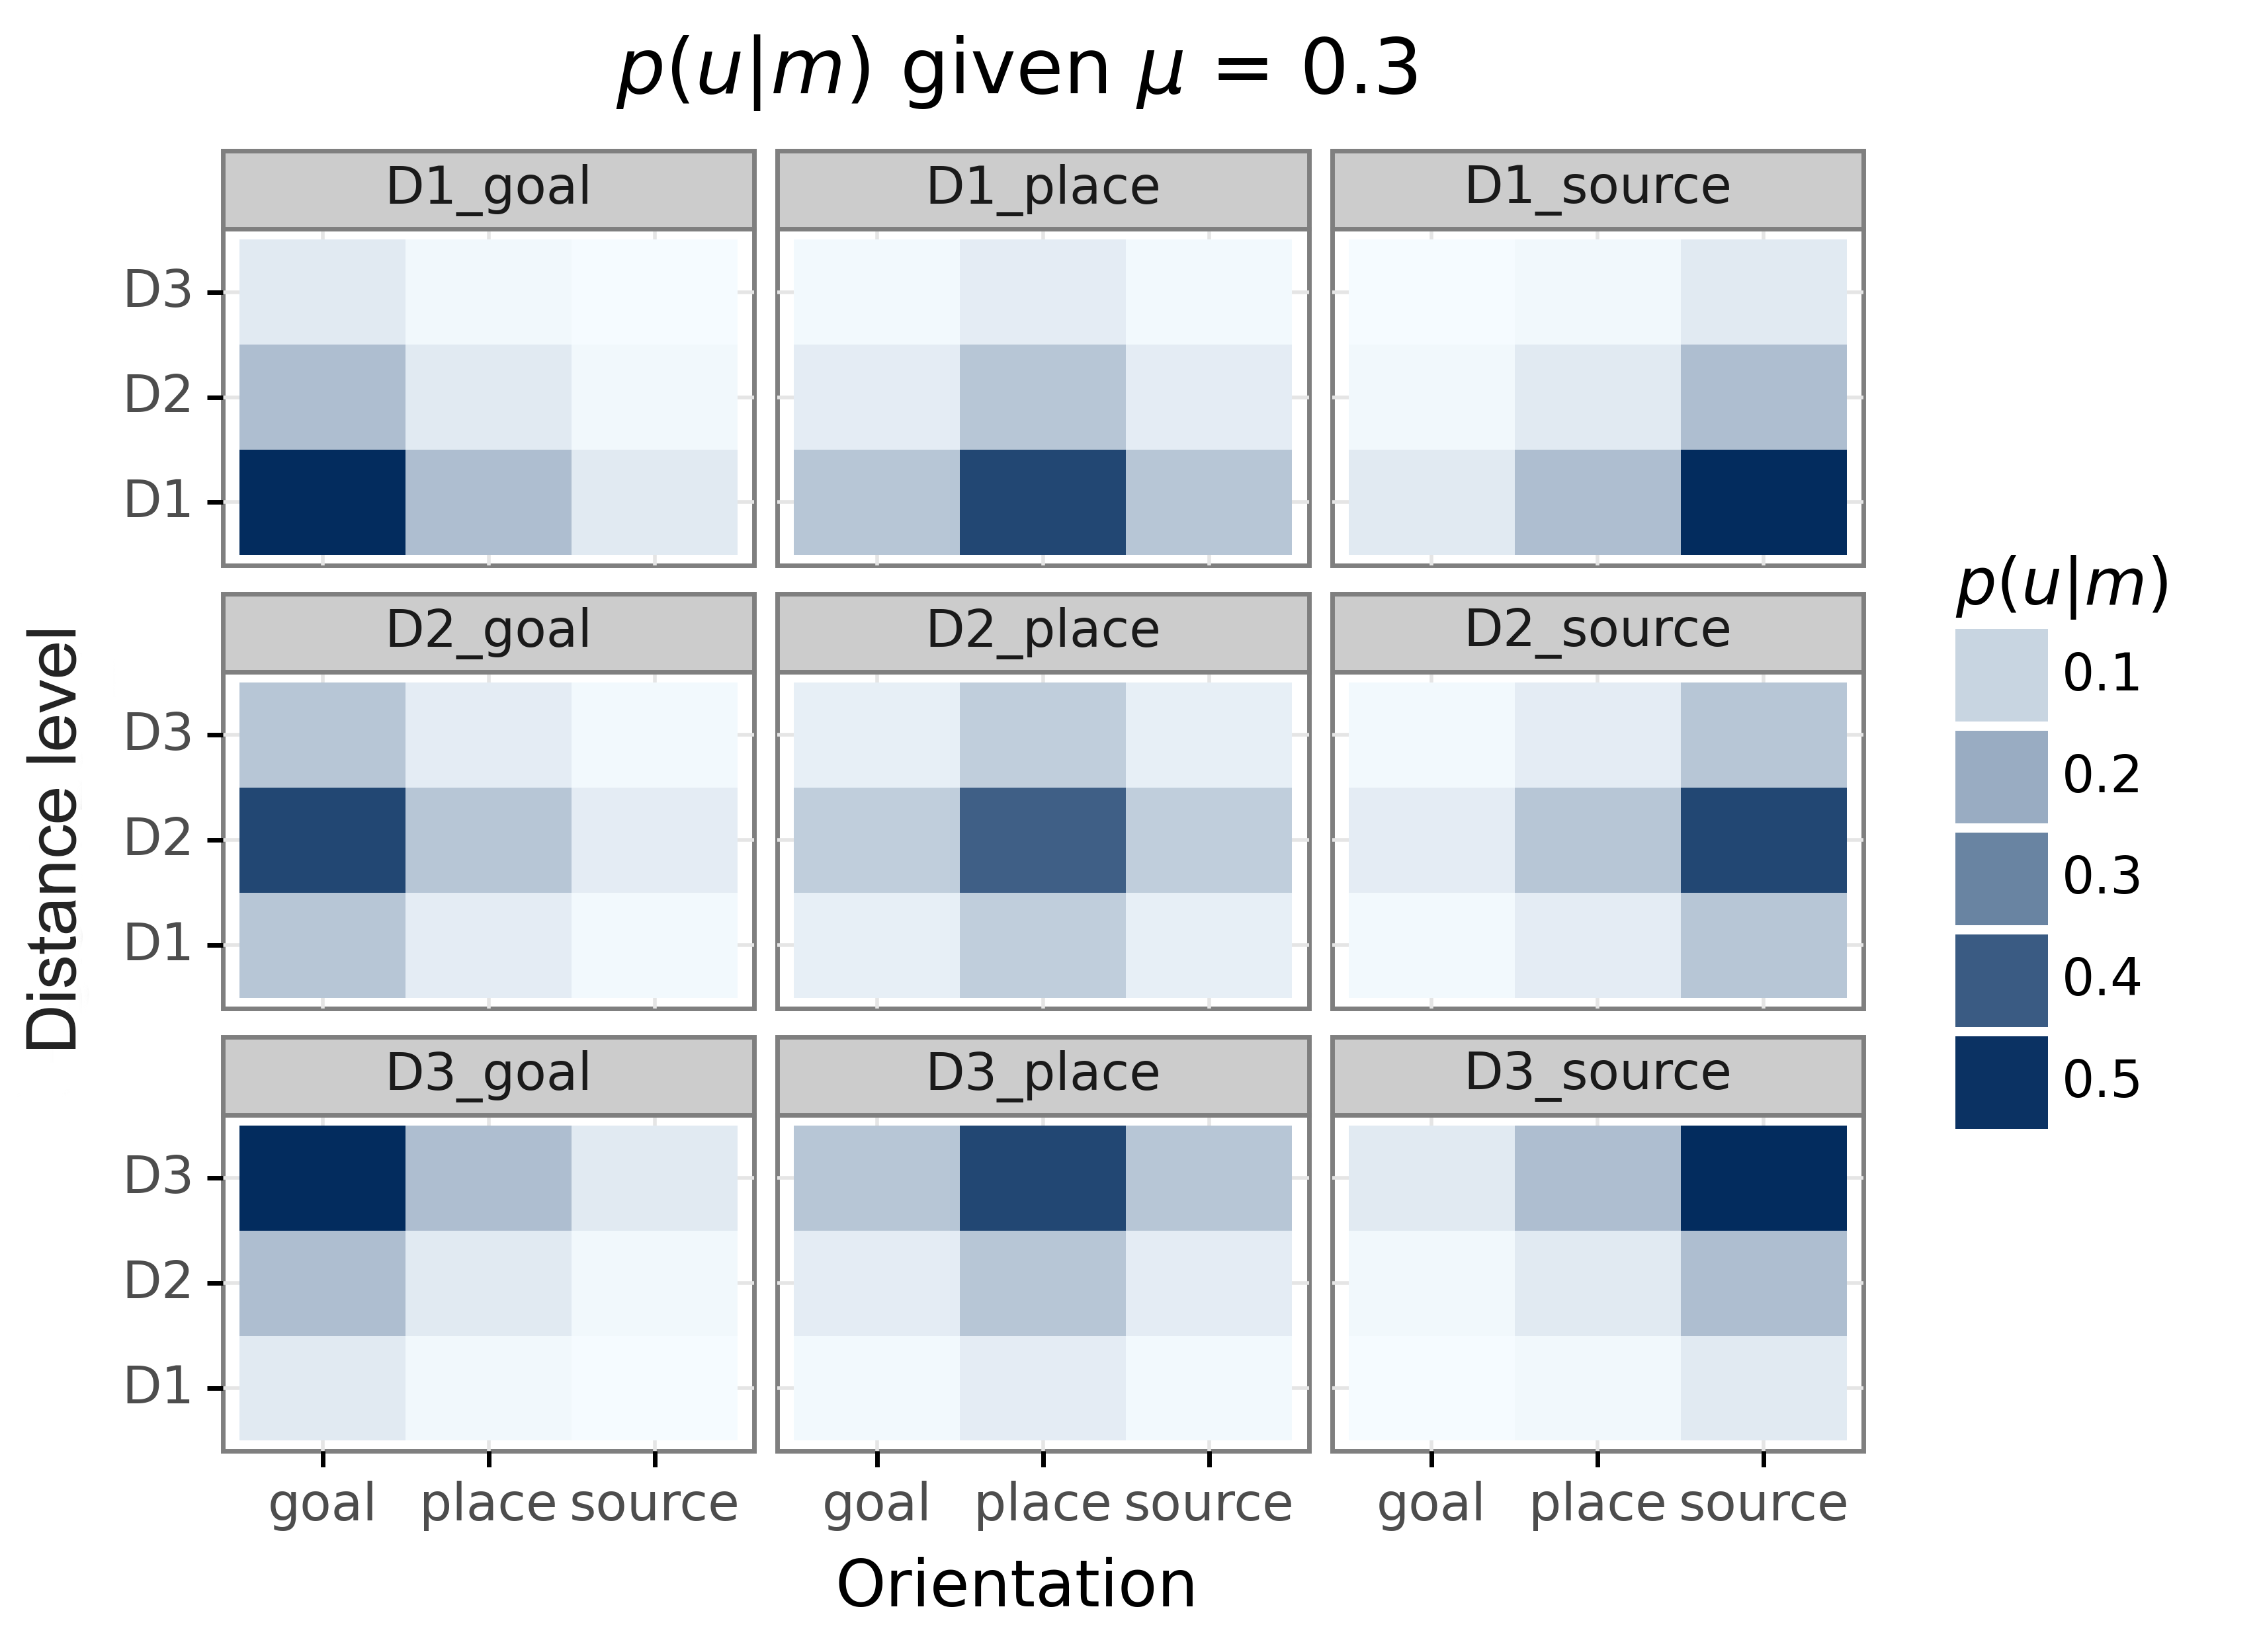 p(u|m) given μ = 0.3
D1_goal D1_place D1_source
D3
D2
D1
D2_goal D2_place D2_source
D3
D2
D1
D3_goal D3_place D3_source
D3
D2
D1
goal place source goal place source goal place source
Orientation
Distance level
p(u|m)
0.1
0.2
0.3
0.4
0.5